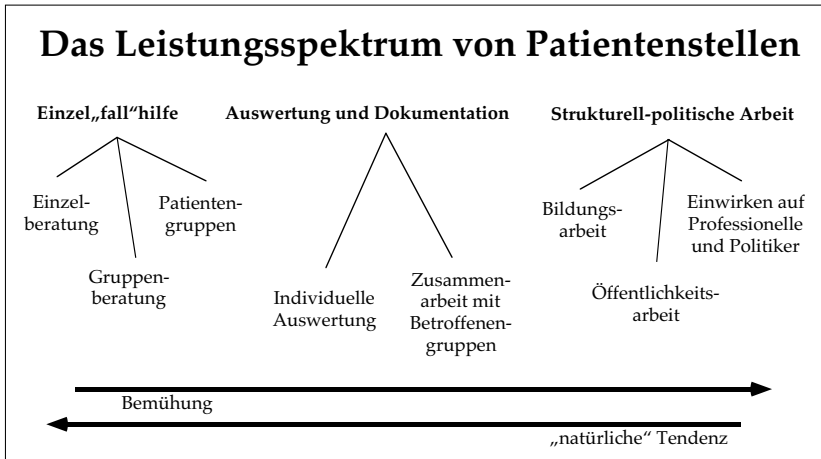 Das Leistungsspektrum von Patientenstellen
Einzel„fall“hilfe
Auswertung und Dokumentation
Strukturell-politische Arbeit
Einzel-
beratung
Patienten-
gruppen
Gruppen-
beratung
Individuelle
Auswertung
Zusammen-
arbeit mit
Betroffenen-
gruppen
Bildungs-
arbeit
Einwirken auf
Professionelle
und Politiker
Öffentlichkeits-
arbeit
Bemühung
„natürliche“ Tendenz